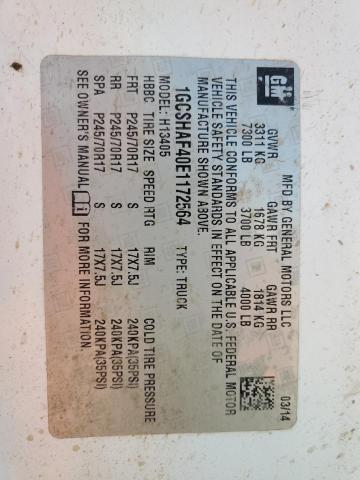 GM
MFD BY GENERAL MOTORS LLC 03/14
GVWR GAWR FRT GAWR RR
3311 KG 1678 KG 1814 KG
7300 LB 3700 LB 4000 LB
THIS VEHICLE CONFORMS TO ALL APPLICABLE U.S. FEDERAL MOTOR
VEHICLE SAFETY STANDARDS IN EFFECT ON THE DATE OF
MANUFACTURE SHOWN ABOVE.
1GCSHAF40E1172564 TYPE: TRUCK
MODEL: H13405
HBBC TIRE SIZE SPEED RTG RIM COLD TIRE PRESSURE
FRT P245/70R17 S 17X7.5J 240KPA(35PSI)
RR P245/70R17 S 17X7.5J 240KPA(35PSI)
SPA P245/70R17 S 17X7.5J 240KPA(35PSI)
SEE OWNER'S MANUAL FOR MORE INFORMATION.